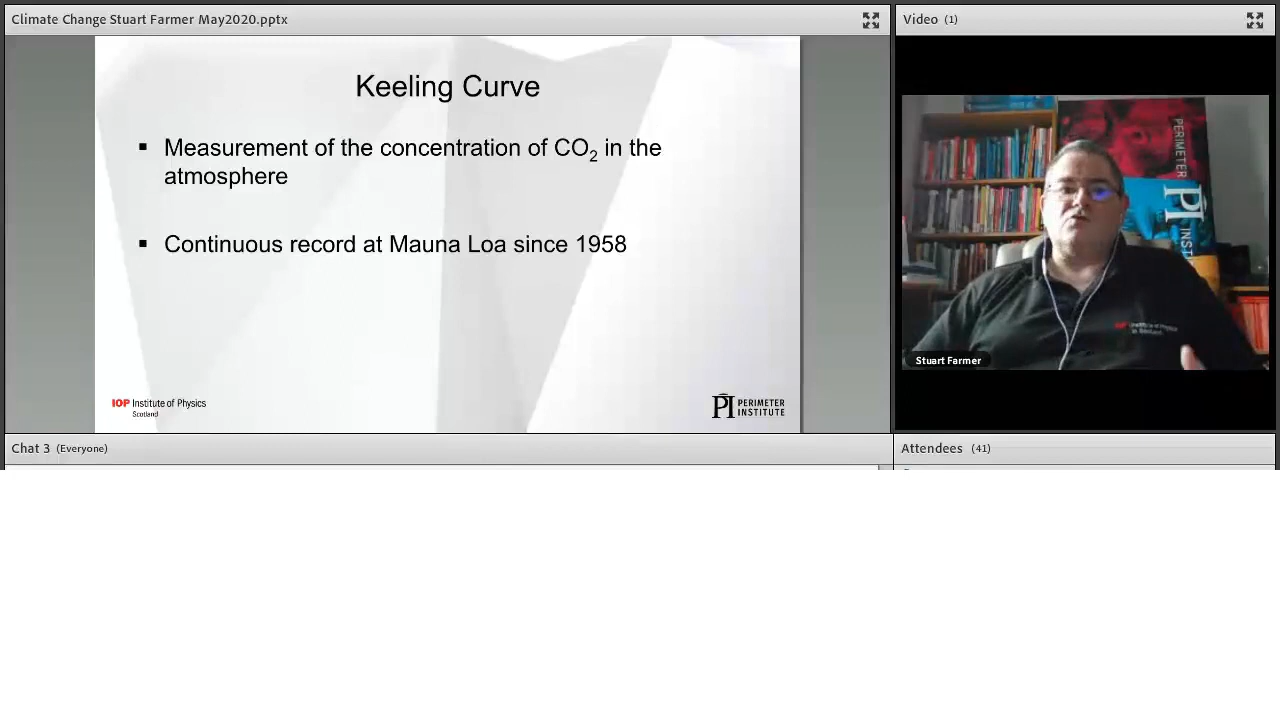 Climate Change Stuart Farmer May2020.pptx
Video (1)
Keeling Curve
▪ Measurement of the concentration of CO₂ in the
atmosphere
▪ Continuous record at Mauna Loa since 1958
IOP Institute of Physics
Scotland
PI PERIMETER
INSTITUTE
PERIMETER
PI
INST
Stuart Farmer
Chat 3 (Everyone)
Attendees (41)